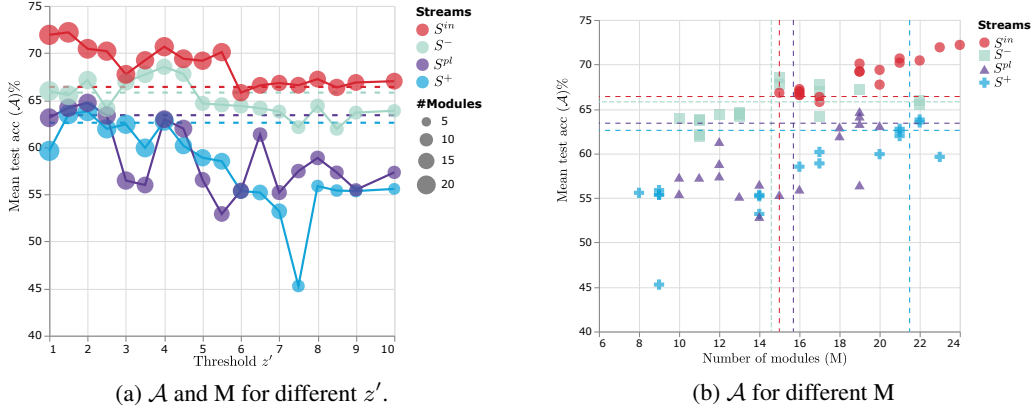 Mean test acc (𝒜)%
75
70
65
60
55
50
45
40
1
2
3
4
5
6
7
8
9
10
Threshold z′
Streams
S^in
S^−
S^pl
S^+
#Modules
5
10
15
20
(a) 𝒜 and M for different z′.
Mean test acc (𝒜)%
75
70
65
60
55
50
45
40
6
8
10
12
14
16
18
20
22
24
Number of modules (M)
Streams
S^in
S^−
S^pl
S^+
(b) 𝒜 for different M